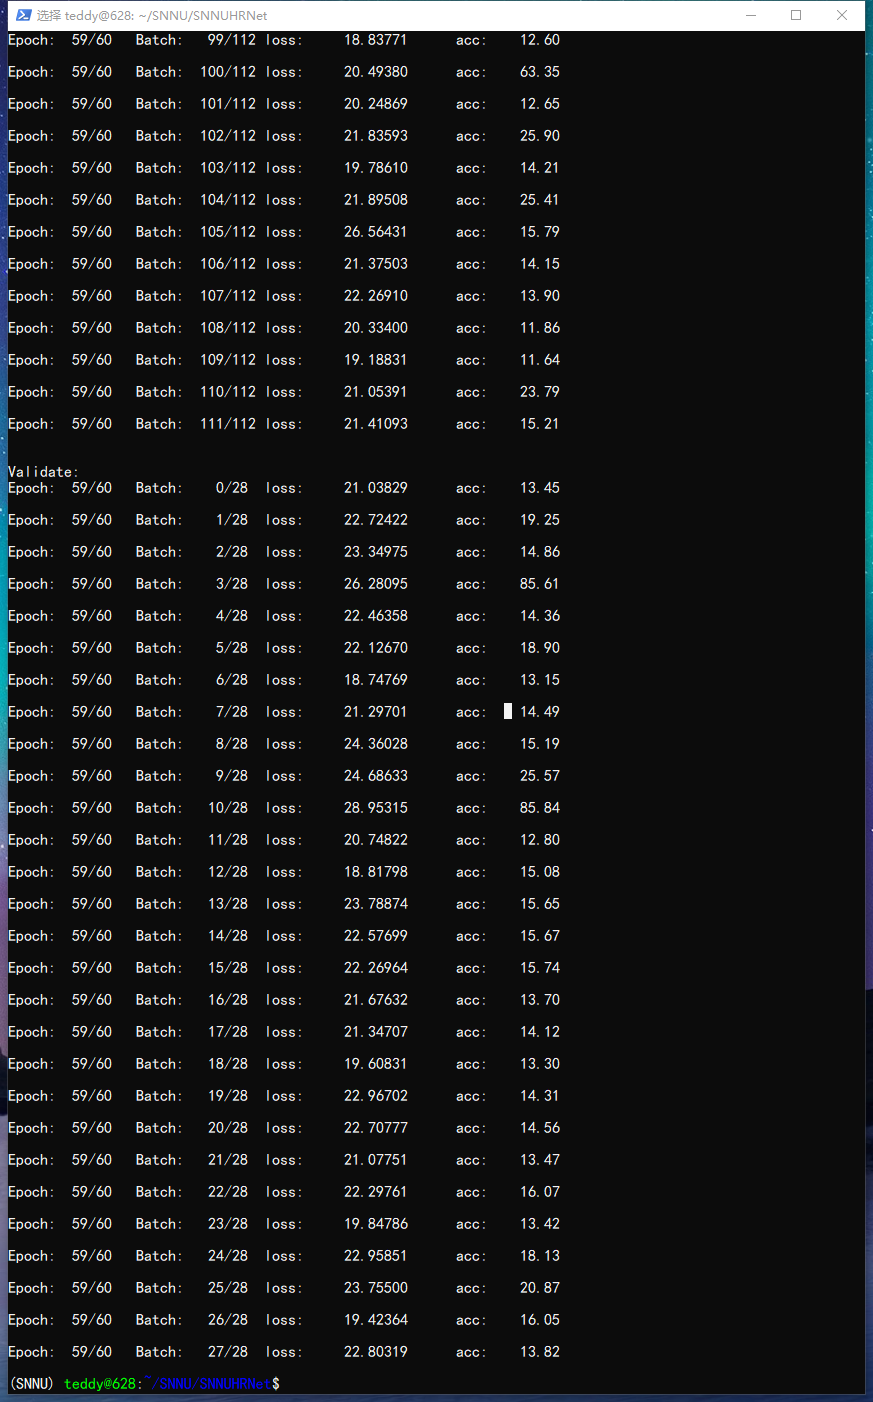 选择 teddy@628: ~/SNNU/SNNUHRNet
Epoch: 59/60 Batch: 99/112 loss: 18.83771 acc: 12.60
Epoch: 59/60 Batch: 100/112 loss: 20.49380 acc: 63.35
Epoch: 59/60 Batch: 101/112 loss: 20.24869 acc: 12.65
Epoch: 59/60 Batch: 102/112 loss: 21.83593 acc: 25.90
Epoch: 59/60 Batch: 103/112 loss: 19.78610 acc: 14.21
Epoch: 59/60 Batch: 104/112 loss: 21.89508 acc: 25.41
Epoch: 59/60 Batch: 105/112 loss: 26.56431 acc: 15.79
Epoch: 59/60 Batch: 106/112 loss: 21.37503 acc: 14.15
Epoch: 59/60 Batch: 107/112 loss: 22.26910 acc: 13.90
Epoch: 59/60 Batch: 108/112 loss: 20.33400 acc: 11.86
Epoch: 59/60 Batch: 109/112 loss: 19.18831 acc: 11.64
Epoch: 59/60 Batch: 110/112 loss: 21.05391 acc: 23.79
Epoch: 59/60 Batch: 111/112 loss: 21.41093 acc: 15.21
Validate:
Epoch: 59/60 Batch: 0/28 loss: 21.03829 acc: 13.45
Epoch: 59/60 Batch: 1/28 loss: 22.72422 acc: 19.25
Epoch: 59/60 Batch: 2/28 loss: 23.34975 acc: 14.86
Epoch: 59/60 Batch: 3/28 loss: 26.28095 acc: 85.61
Epoch: 59/60 Batch: 4/28 loss: 22.46358 acc: 14.36
Epoch: 59/60 Batch: 5/28 loss: 22.12670 acc: 18.90
Epoch: 59/60 Batch: 6/28 loss: 18.74769 acc: 13.15
Epoch: 59/60 Batch: 7/28 loss: 21.29701 acc: 14.49
Epoch: 59/60 Batch: 8/28 loss: 24.36028 acc: 15.19
Epoch: 59/60 Batch: 9/28 loss: 24.68633 acc: 25.57
Epoch: 59/60 Batch: 10/28 loss: 28.95315 acc: 85.84
Epoch: 59/60 Batch: 11/28 loss: 20.74822 acc: 12.80
Epoch: 59/60 Batch: 12/28 loss: 18.81798 acc: 15.08
Epoch: 59/60 Batch: 13/28 loss: 23.78874 acc: 15.65
Epoch: 59/60 Batch: 14/28 loss: 22.57699 acc: 15.67
Epoch: 59/60 Batch: 15/28 loss: 22.26964 acc: 15.74
Epoch: 59/60 Batch: 16/28 loss: 21.67632 acc: 13.70
Epoch: 59/60 Batch: 17/28 loss: 21.34707 acc: 14.12
Epoch: 59/60 Batch: 18/28 loss: 19.60831 acc: 13.30
Epoch: 59/60 Batch: 19/28 loss: 22.96702 acc: 14.31
Epoch: 59/60 Batch: 20/28 loss: 22.70777 acc: 14.56
Epoch: 59/60 Batch: 21/28 loss: 21.07751 acc: 13.47
Epoch: 59/60 Batch: 22/28 loss: 22.29761 acc: 16.07
Epoch: 59/60 Batch: 23/28 loss: 19.84786 acc: 13.42
Epoch: 59/60 Batch: 24/28 loss: 22.95851 acc: 18.13
Epoch: 59/60 Batch: 25/28 loss: 23.75500 acc: 20.87
Epoch: 59/60 Batch: 26/28 loss: 19.42364 acc: 16.05
Epoch: 59/60 Batch: 27/28 loss: 22.80319 acc: 13.82
(SNNU) teddy@628:~/SNNU/SNNUHRNet$